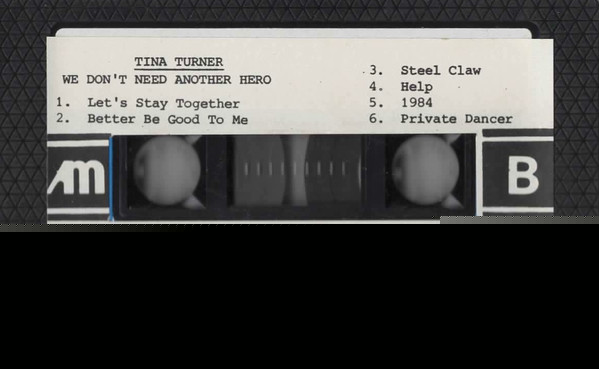 TINA TURNER
WE DON'T NEED ANOTHER HERO
1. Let's Stay Together
2. Better Be Good To Me
3. Steel Claw
4. Help
5. 1984
6. Private Dancer
B